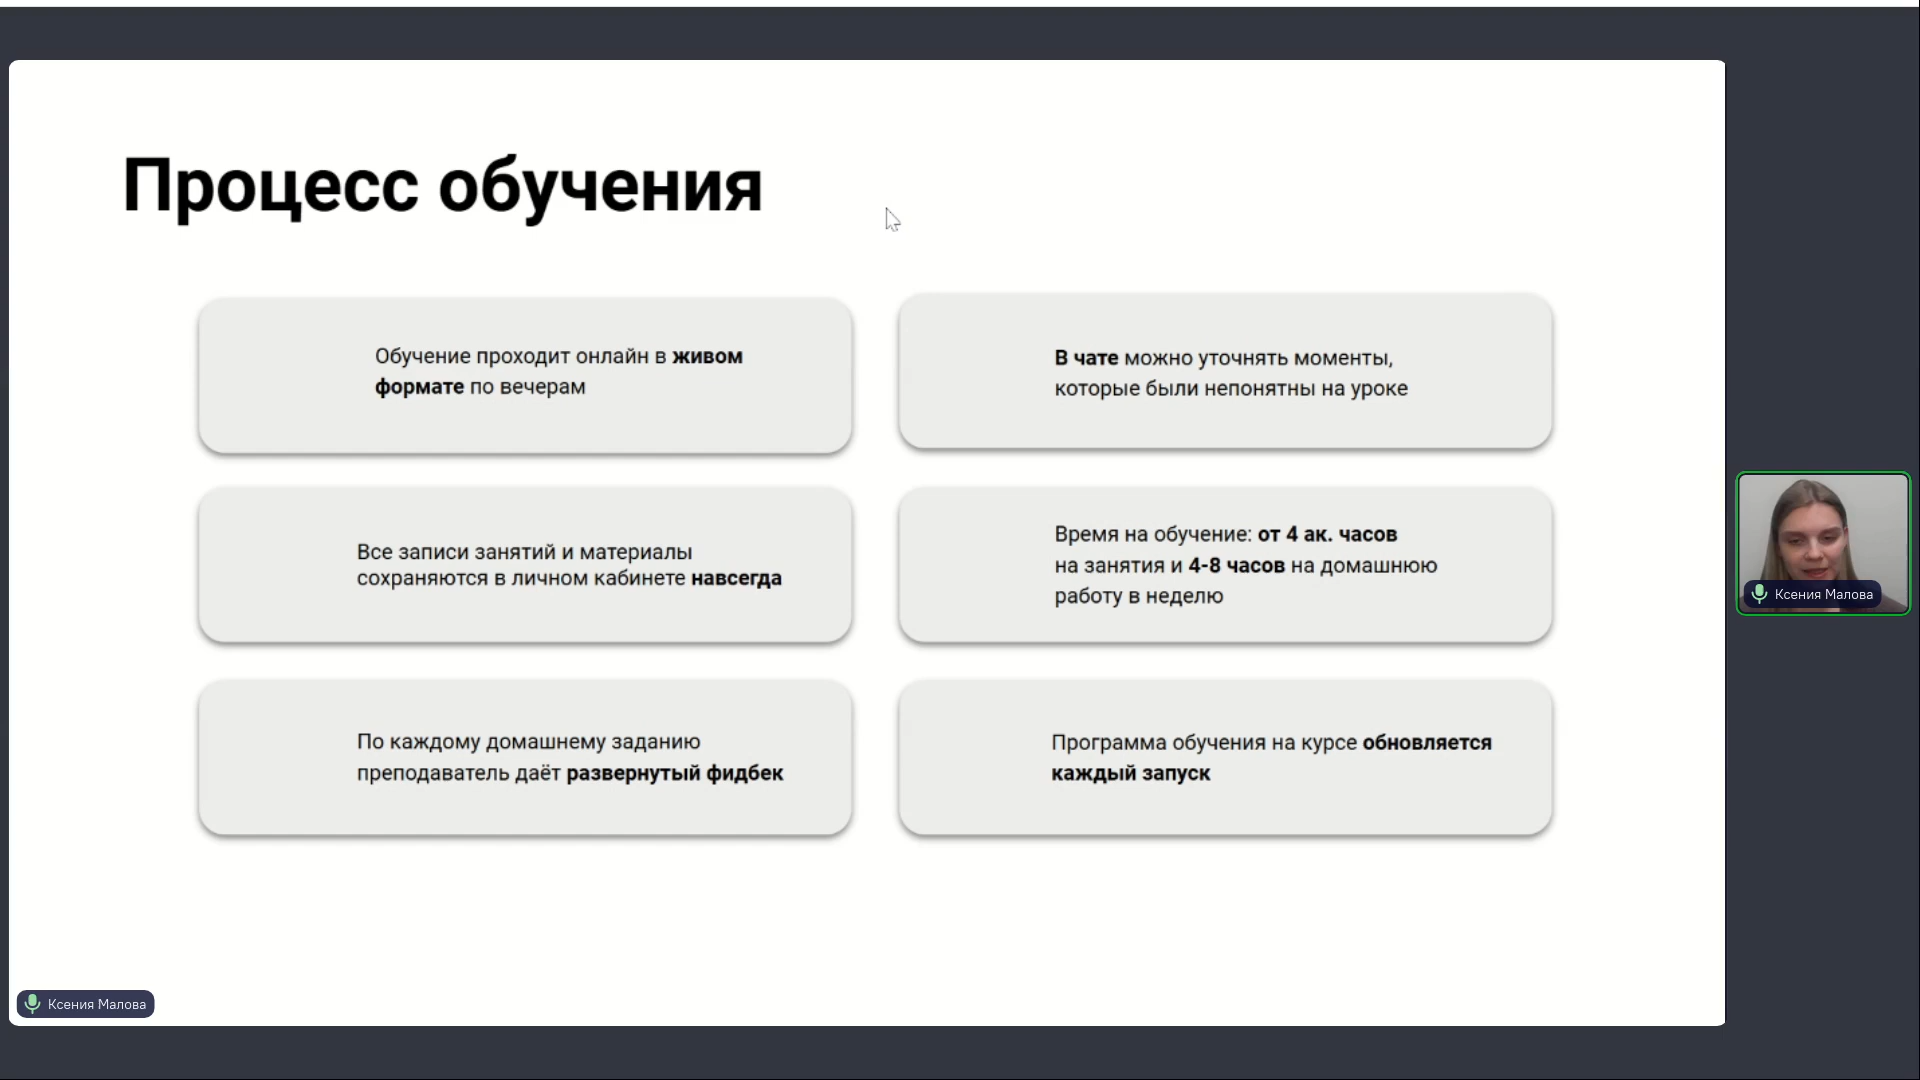 Процесс обучения
Обучение проходит онлайн в живом
формате по вечерам
В чате можно уточнять моменты,
которые были непонятны на уроке
Все записи занятий и материалы
сохраняются в личном кабинете навсегда
Время на обучение: от 4 ак. часов
на занятия и 4-8 часов на домашнюю
работу в неделю
По каждому домашнему заданию
преподаватель даёт развернутый фидбек
Программа обучения на курсе обновляется
каждый запуск
Ксения Малова
Ксения Малова